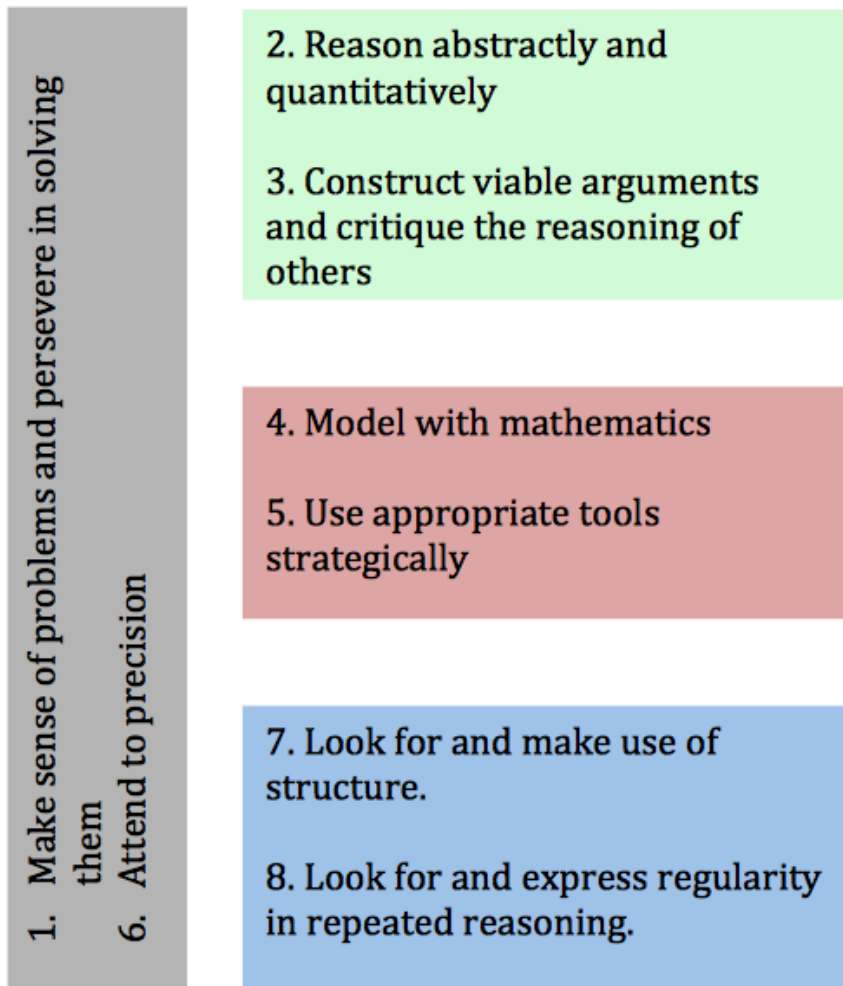 1. Make sense of problems and persevere in solving
them
6. Attend to precision
2. Reason abstractly and
quantitatively
3. Construct viable arguments
and critique the reasoning of
others
4. Model with mathematics
5. Use appropriate tools
strategically
7. Look for and make use of
structure.
8. Look for and express regularity
in repeated reasoning.